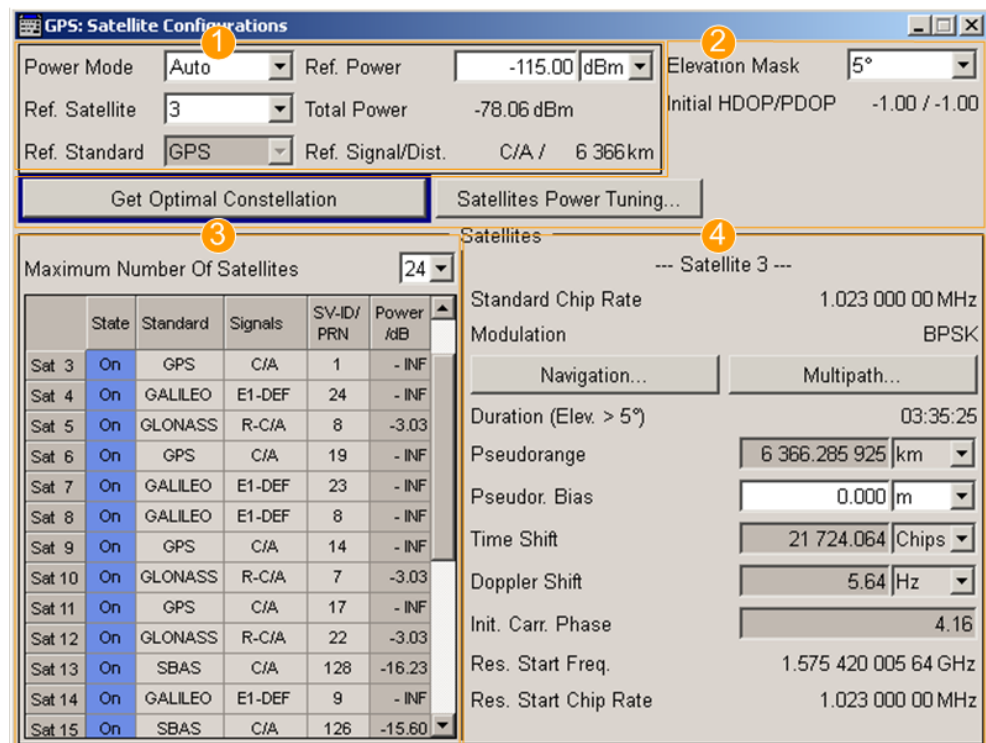 GPS: Satellite Configurations
1
Power Mode Auto Ref. Power -115.00 dBm
Ref. Satellite 3 Total Power -78.06 dBm
Ref. Standard GPS Ref. Signal/Dist. C/A / 6 366 km
2
Elevation Mask 5°
Initial HDOP/PDOP -1.00 / -1.00
Get Optimal Constellation Satellites Power Tuning...
Satellites
3
Maximum Number Of Satellites 24
State Standard Signals SV-ID/ PRN Power /dB
Sat 3 On GPS C/A 1 - INF
Sat 4 On GALILEO E1-DEF 24 - INF
Sat 5 On GLONASS R-C/A 8 -3.03
Sat 6 On GPS C/A 19 - INF
Sat 7 On GALILEO E1-DEF 23 - INF
Sat 8 On GALILEO E1-DEF 8 - INF
Sat 9 On GPS C/A 14 - INF
Sat 10 On GLONASS R-C/A 7 -3.03
Sat 11 On GPS C/A 17 - INF
Sat 12 On GLONASS R-C/A 22 -3.03
Sat 13 On SBAS C/A 128 -16.23
Sat 14 On GALILEO E1-DEF 9 - INF
Sat 15 On SBAS C/A 126 -15.60
4
--- Satellite 3 ---
Standard Chip Rate 1.023 000 00 MHz
Modulation BPSK
Navigation... Multipath...
Duration (Elev. > 5°) 03:35:25
Pseudorange 6 366.285 925 km
Pseudor. Bias 0.000 m
Time Shift 21 724.064 Chips
Doppler Shift 5.64 Hz
Init. Carr. Phase 4.16
Res. Start Freq. 1.575 420 005 64 GHz
Res. Start Chip Rate 1.023 000 00 MHz